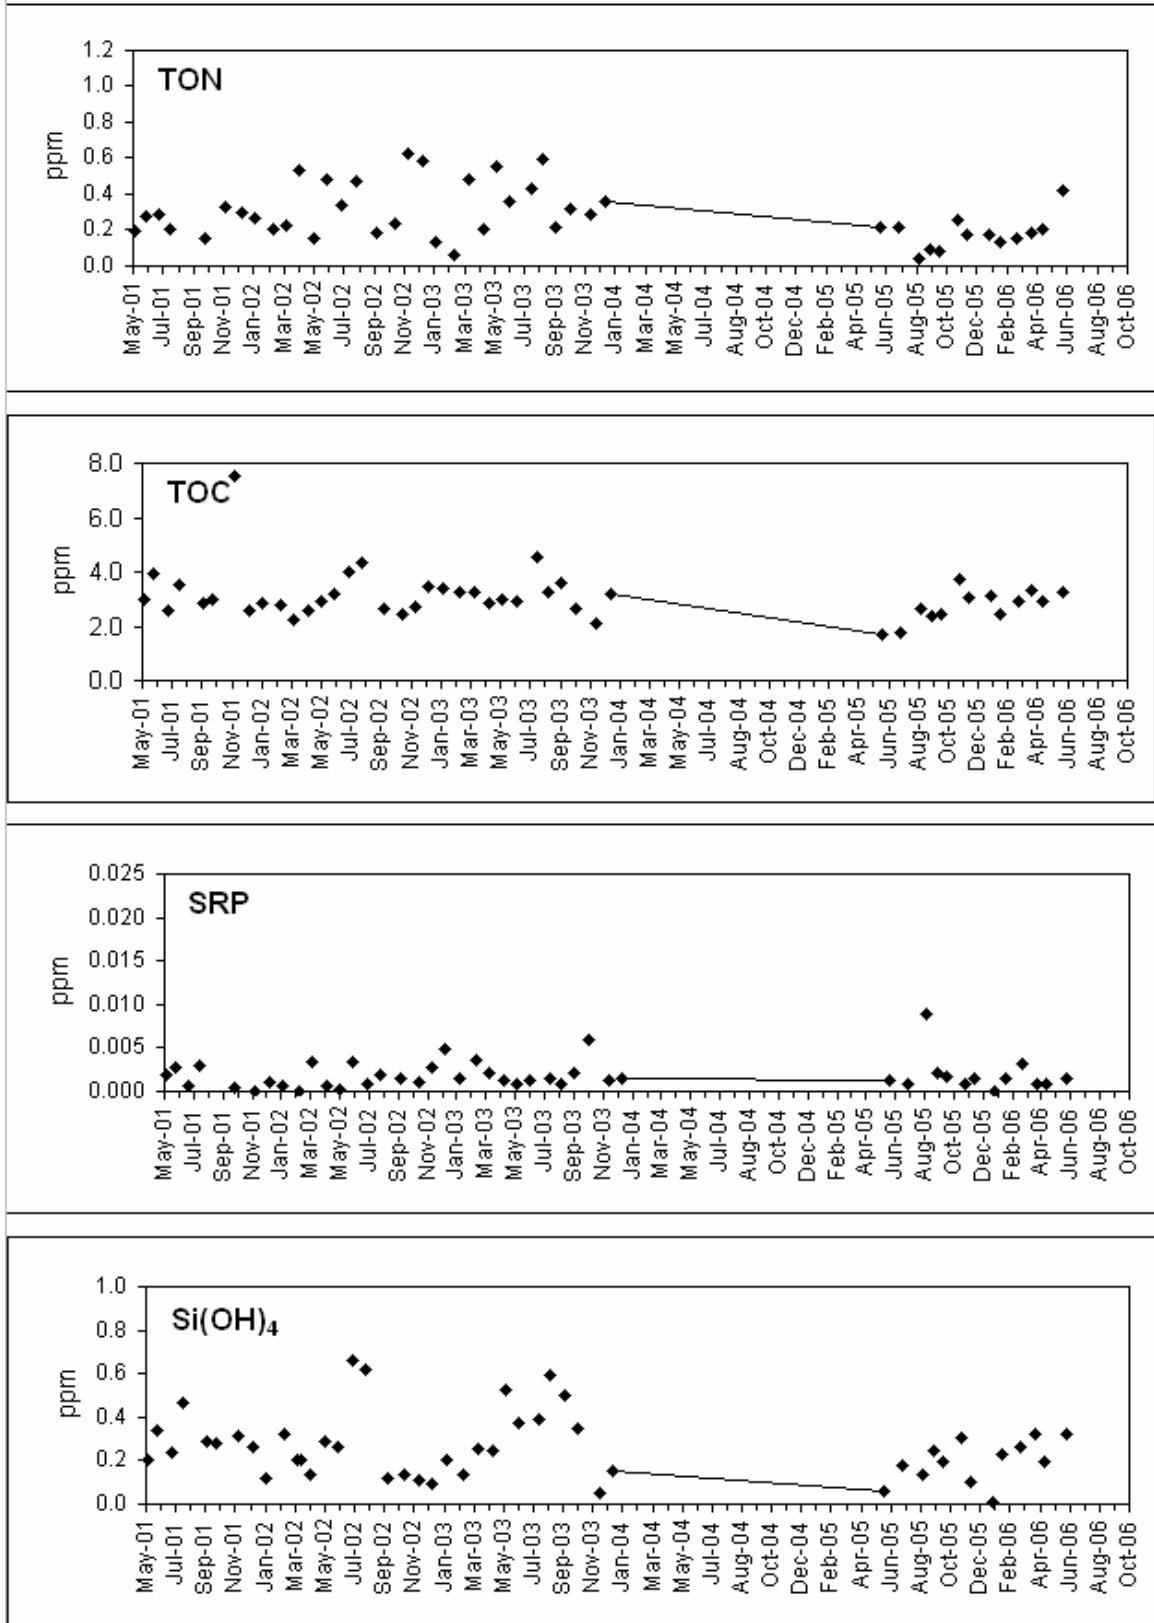 TON
ppm
1.2
1.0
0.8
0.6
0.4
0.2
0.0
May-01 Jul-01 Sep-01 Nov-01 Jan-02 Mar-02 May-02 Jul-02 Sep-02 Nov-02 Jan-03 Mar-03 May-03 Jul-03 Sep-03 Nov-03 Jan-04 Mar-04 May-04 Jul-04 Aug-04 Oct-04 Dec-04 Feb-05 Apr-05 Jun-05 Aug-05 Oct-05 Dec-05 Feb-06 Apr-06 Jun-06 Aug-06 Oct-06
TOC
ppm
8.0
6.0
4.0
2.0
0.0
May-01 Jul-01 Sep-01 Nov-01 Jan-02 Mar-02 May-02 Jul-02 Sep-02 Nov-02 Jan-03 Mar-03 May-03 Jul-03 Sep-03 Nov-03 Jan-04 Mar-04 May-04 Jul-04 Aug-04 Oct-04 Dec-04 Feb-05 Apr-05 Jun-05 Aug-05 Oct-05 Dec-05 Feb-06 Apr-06 Jun-06 Aug-06 Oct-06
SRP
ppm
0.025
0.020
0.015
0.010
0.005
0.000
May-01 Jul-01 Sep-01 Nov-01 Jan-02 Mar-02 May-02 Jul-02 Sep-02 Nov-02 Jan-03 Mar-03 May-03 Jul-03 Sep-03 Nov-03 Jan-04 Mar-04 May-04 Jul-04 Aug-04 Oct-04 Dec-04 Feb-05 Apr-05 Jun-05 Aug-05 Oct-05 Dec-05 Feb-06 Apr-06 Jun-06 Aug-06 Oct-06
Si(OH)₄
ppm
1.0
0.8
0.6
0.4
0.2
0.0
May-01 Jul-01 Sep-01 Nov-01 Jan-02 Mar-02 May-02 Jul-02 Sep-02 Nov-02 Jan-03 Mar-03 May-03 Jul-03 Sep-03 Nov-03 Jan-04 Mar-04 May-04 Jul-04 Aug-04 Oct-04 Dec-04 Feb-05 Apr-05 Jun-05 Aug-05 Oct-05 Dec-05 Feb-06 Apr-06 Jun-06 Aug-06 Oct-06